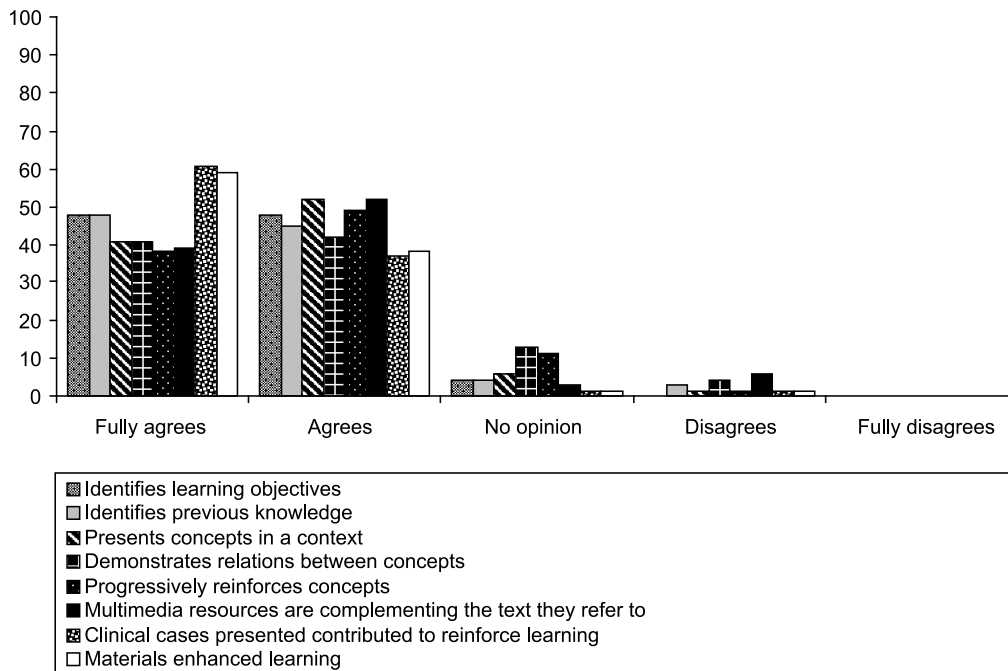 100
90
80
70
60
50
40
30
20
10
0
Fully agrees Agrees No opinion Disagrees Fully disagrees
Identifies learning objectives
Identifies previous knowledge
Presents concepts in a context
Demonstrates relations between concepts
Progressively reinforces concepts
Multimedia resources are complementing the text they refer to
Clinical cases presented contributed to reinforce learning
Materials enhanced learning